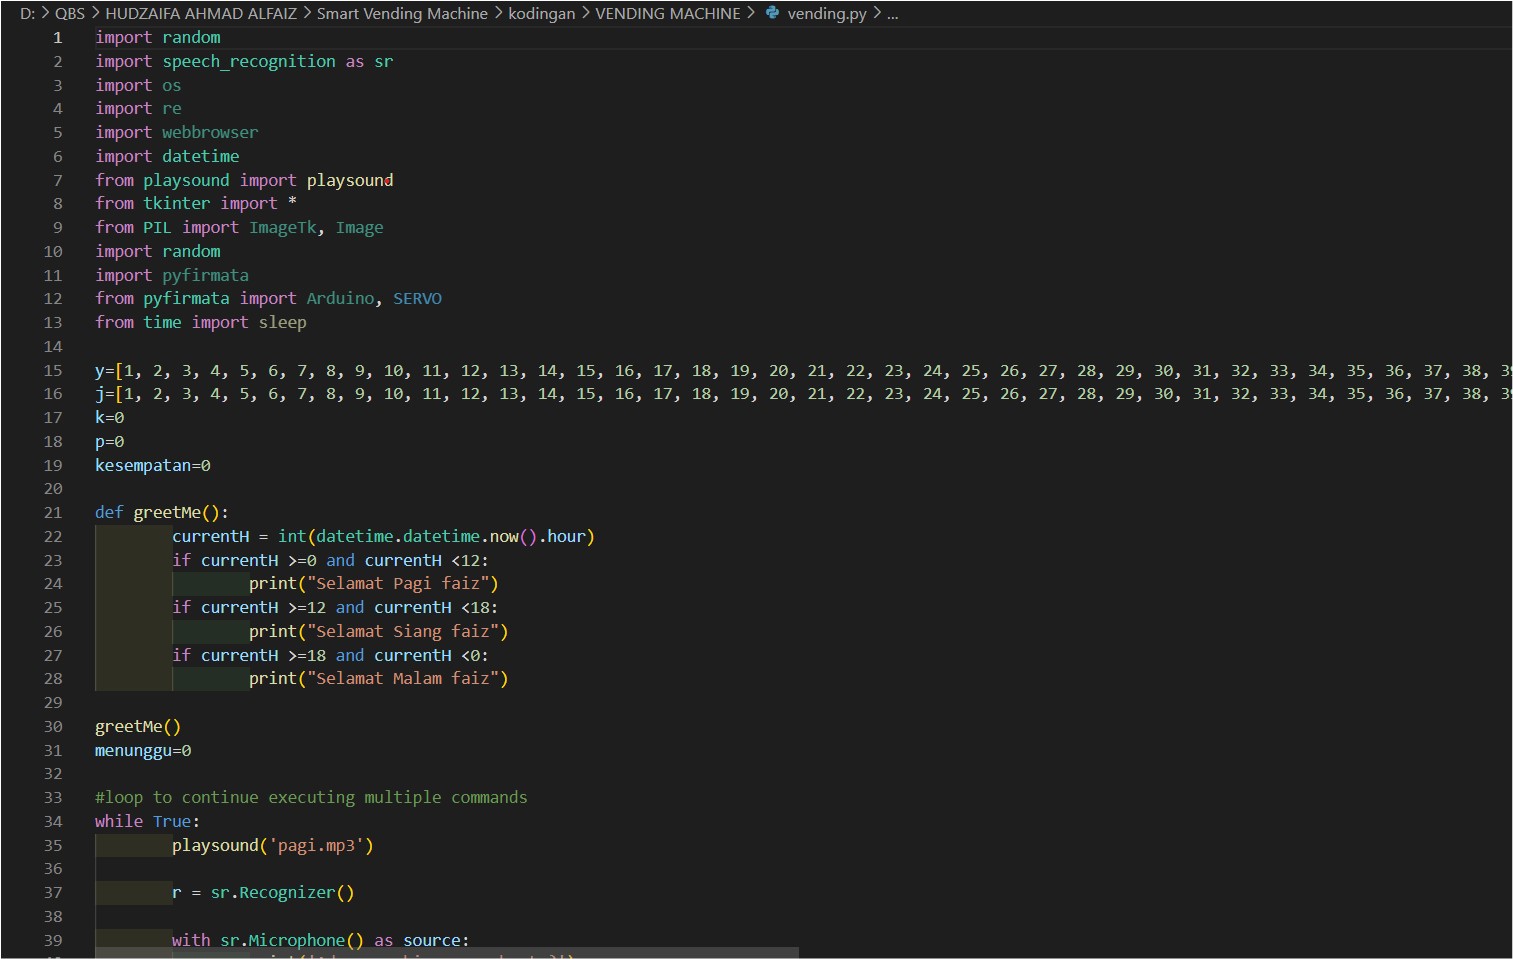 D: > QBS > HUDZAIFA AHMAD ALFAIZ > Smart Vending Machine > kodingan > VENDING MACHINE > vending.py > ...
1 import random
2 import speech_recognition as sr
3 import os
4 import re
5 import webbrowser
6 import datetime
7 from playsound import playsound
8 from tkinter import *
9 from PIL import ImageTk, Image
10 import random
11 import pyfirmata
12 from pyfirmata import Arduino, SERVO
13 from time import sleep
14
15 y=[1, 2, 3, 4, 5, 6, 7, 8, 9, 10, 11, 12, 13, 14, 15, 16, 17, 18, 19, 20, 21, 22, 23, 24, 25, 26, 27, 28, 29, 30, 31, 32, 33, 34, 35, 36, 37, 38, 39
16 j=[1, 2, 3, 4, 5, 6, 7, 8, 9, 10, 11, 12, 13, 14, 15, 16, 17, 18, 19, 20, 21, 22, 23, 24, 25, 26, 27, 28, 29, 30, 31, 32, 33, 34, 35, 36, 37, 38, 39
17 k=0
18 p=0
19 kesempatan=0
20
21 def greetMe():
22 currentH = int(datetime.datetime.now().hour)
23 if currentH >=0 and currentH <12:
24 print("Selamat Pagi faiz")
25 if currentH >=12 and currentH <18:
26 print("Selamat Siang faiz")
27 if currentH >=18 and currentH <0:
28 print("Selamat Malam faiz")
29
30 greetMe()
31 menunggu=0
32
33 #loop to continue executing multiple commands
34 while True:
35 playsound('pagi.mp3')
36
37 r = sr.Recognizer()
38
39 with sr.Microphone() as source: